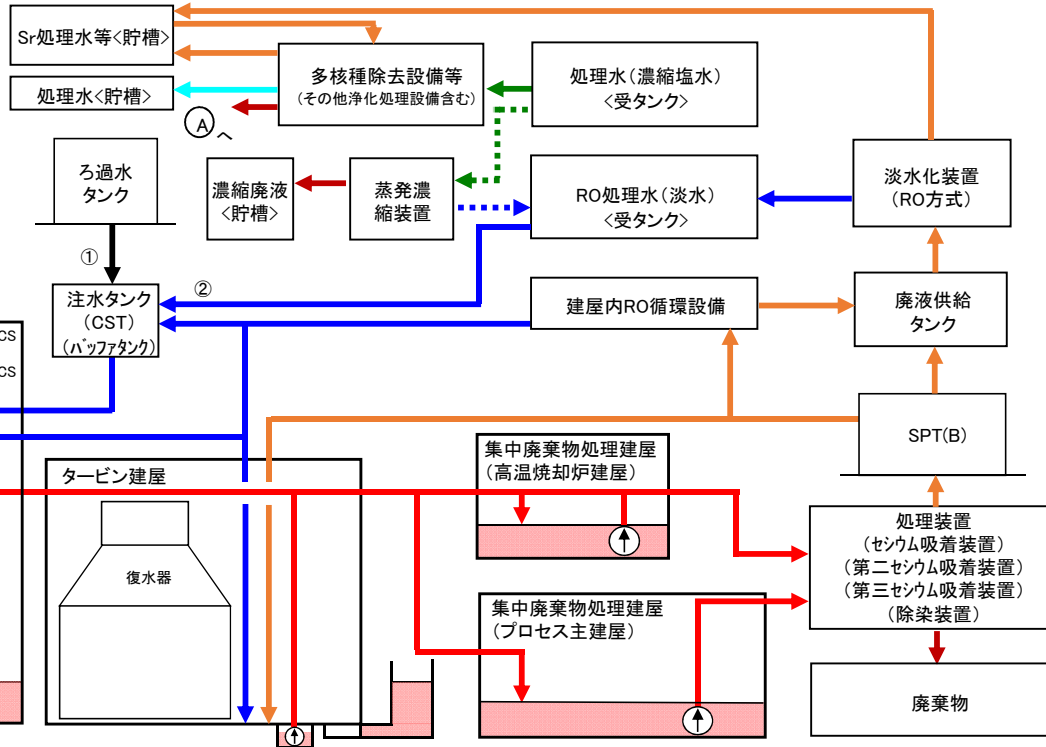 Sr処理水等<貯槽>
処理水<貯槽>
多核種除去設備等
(その他浄化処理設備含む)
Aへ
処理水(濃縮塩水)
<受タンク>
ろ過水
タンク
濃縮廃液
<貯槽>
蒸発濃
縮装置
RO処理水(淡水)
<受タンク>
淡水化装置
(RO方式)
①
②
注水タンク
(CST)
(バッファタンク)
建屋内RO循環設備
廃液供給
タンク
CS
CS
SPT(B)
タービン建屋
復水器
集中廃棄物処理建屋
(高温焼却炉建屋)
集中廃棄物処理建屋
(プロセス主建屋)
処理装置
(セシウム吸着装置)
(第二セシウム吸着装置)
(第三セシウム吸着装置)
(除染装置)
廃棄物